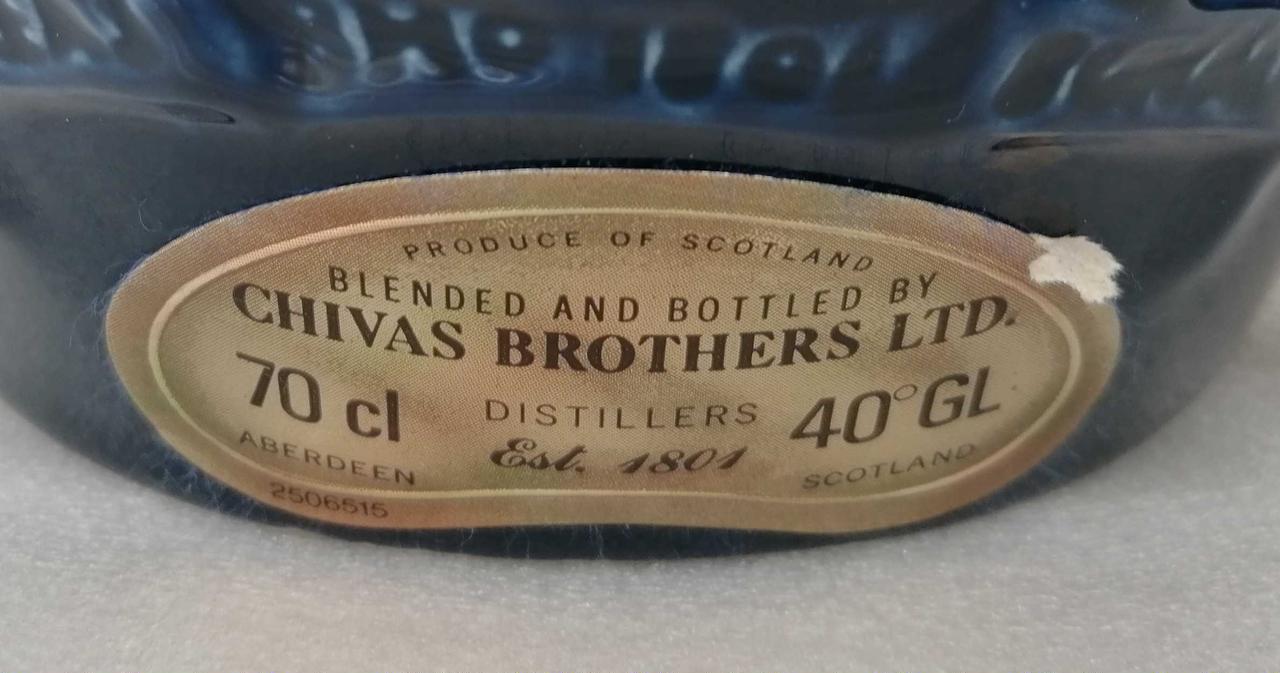 PRODUCE OF SCOTLAND
BLENDED AND BOTTLED BY
CHIVAS BROTHERS LTD.
70 cl
DISTILLERS
40°GL
ABERDEEN
Est. 1801
SCOTLAND
2506515